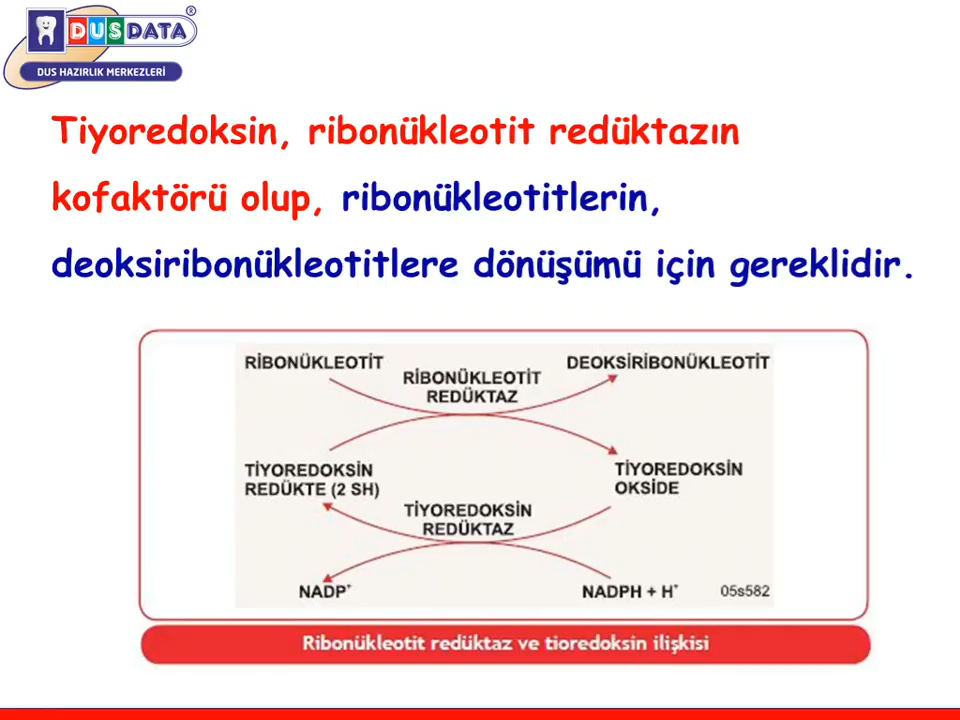 DUSDATA®
DUS HAZIRLIK MERKEZLERİ
Tiyoredoksin, ribonükleotit redüktazın
kofaktörü olup, ribonükleotitlerin,
deoksiribonükleotitlere dönüşümü için gereklidir.
RİBONÜKLEOTİT
DEOKSİRİBONÜKLEOTİT
RİBONÜKLEOTİT
REDÜKTAZ
TİYOREDOKSİN
REDÜKTE (2 SH)
TİYOREDOKSİN
OKSİDE
TİYOREDOKSİN
REDÜKTAZ
NADP⁺
NADPH + H⁺
05s582
Ribonükleotit redüktaz ve tioredoksin ilişkisi